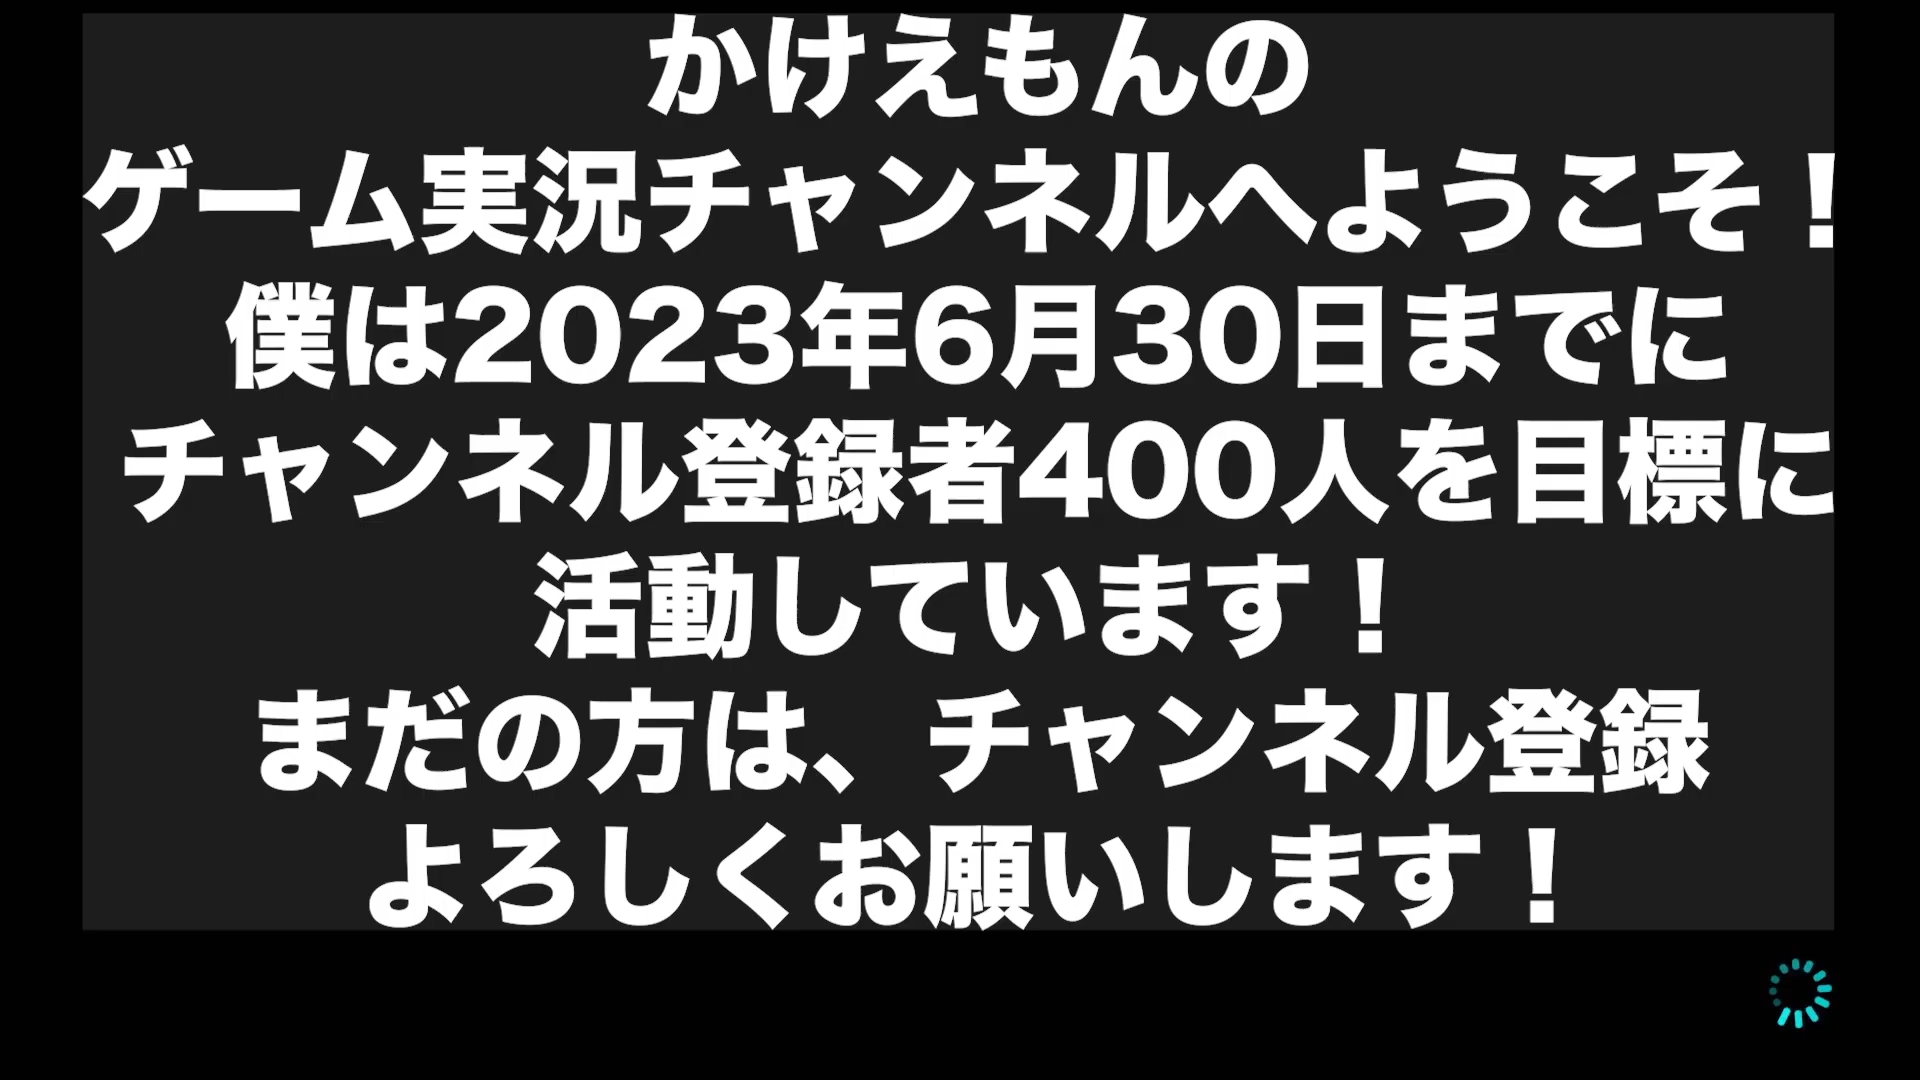 かけえもんの
ゲーム実況チャンネルへようこそ！
僕は2023年6月30日までに
チャンネル登録者400人を目標に
活動しています！
まだの方は、チャンネル登録
よろしくお願いします！